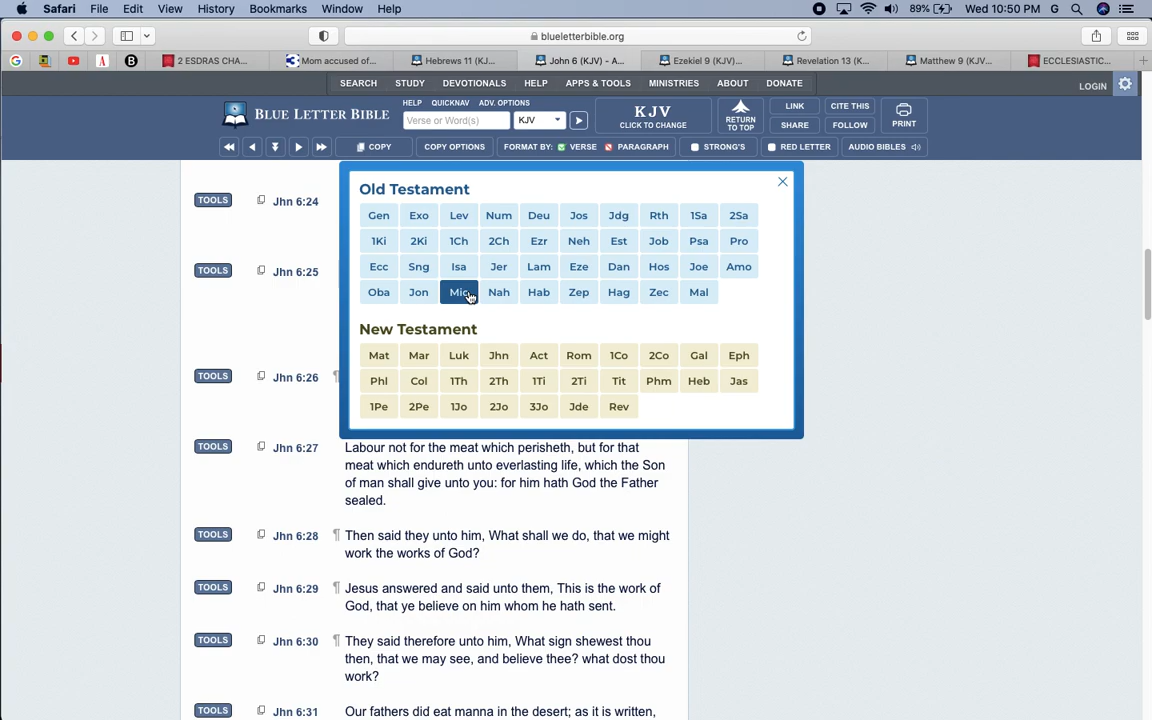 Safari File Edit View History Bookmarks Window Help 89% Wed 10:50 PM G
blueletterbible.org
2 ESDRAS CHA... Mom accused of... Hebrews 11 (KJ... John 6 (KJV) - A... Ezekiel 9 (KJV)... Revelation 13 (K... Matthew 9 (KJV... ECCLESIASTIC...
SEARCH STUDY DEVOTIONALS HELP APPS & TOOLS MINISTRIES ABOUT DONATE LOGIN
BLUE LETTER BIBLE
HELP QUICKNAV ADV. OPTIONS
Verse or Word(s) KJV
KJV
CLICK TO CHANGE
RETURN
TO TOP
LINK CITE THIS
SHARE FOLLOW
PRINT
COPY COPY OPTIONS FORMAT BY: VERSE PARAGRAPH STRONG'S RED LETTER AUDIO BIBLES
Old Testament
Gen Exo Lev Num Deu Jos Jdg Rth 1Sa 2Sa
1Ki 2Ki 1Ch 2Ch Ezr Neh Est Job Psa Pro
Ecc Sng Isa Jer Lam Eze Dan Hos Joe Amo
Oba Jon Mic Nah Hab Zep Hag Zec Mal
New Testament
Mat Mar Luk Jhn Act Rom 1Co 2Co Gal Eph
Phl Col 1Th 2Th 1Ti 2Ti Tit Phm Heb Jas
1Pe 2Pe 1Jo 2Jo 3Jo Jde Rev
TOOLS Jhn 6:24
TOOLS Jhn 6:25
TOOLS Jhn 6:26 ¶
TOOLS Jhn 6:27 Labour not for the meat which perisheth, but for that
meat which endureth unto everlasting life, which the Son
of man shall give unto you: for him hath God the Father
sealed.
TOOLS Jhn 6:28 ¶ Then said they unto him, What shall we do, that we might
work the works of God?
TOOLS Jhn 6:29 ¶ Jesus answered and said unto them, This is the work of
God, that ye believe on him whom he hath sent.
TOOLS Jhn 6:30 ¶ They said therefore unto him, What sign shewest thou
then, that we may see, and believe thee? what dost thou
work?
TOOLS Jhn 6:31 Our fathers did eat manna in the desert; as it is written,